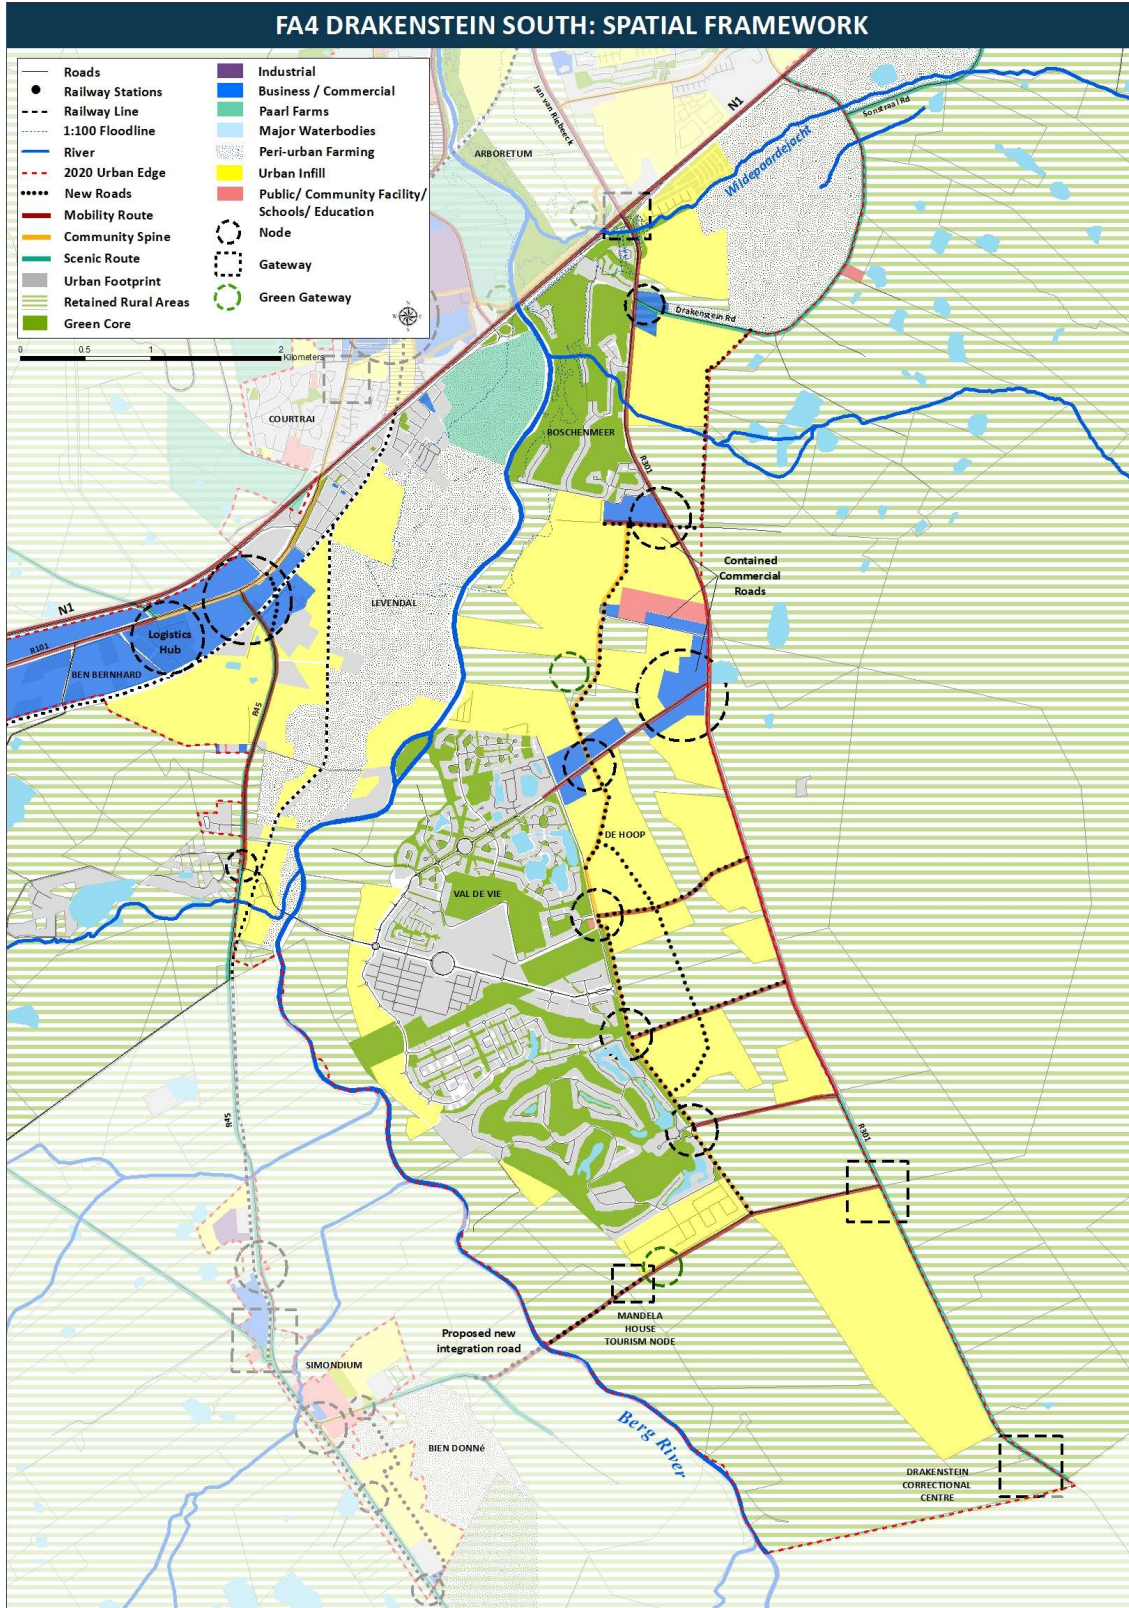 FA4 DRAKENSTEIN SOUTH: SPATIAL FRAMEWORK
Roads
Railway Stations
Railway Line
1:100 Floodline
River
2020 Urban Edge
New Roads
Mobility Route
Community Spine
Scenic Route
Urban Footprint
Retained Rural Areas
Green Core
Industrial
Business / Commercial
Paarl Farms
Major Waterbodies
Peri-urban Farming
Urban Infill
Public/ Community Facility/
Schools/ Education
Node
Gateway
Green Gateway
0 0.5 1 2
Kilometers
N1
Jan van Riebeeck
ARBORETUM
Sonstraal Rd
Wildepaardejacht
Drakenstein Rd
COURTRAI
BOSCHENMEER
R301
Contained
Commercial
Roads
LEVENDAL
N1
R101
Logistics
Hub
BEN BERNHARD
R45
DE HOOP
VAL DE VIE
R45
R301
MANDELA
HOUSE
TOURISM NODE
Proposed new
integration road
SIMONDIUM
BIEN DONNé
Berg River
DRAKENSTEIN
CORRECTIONAL
CENTRE